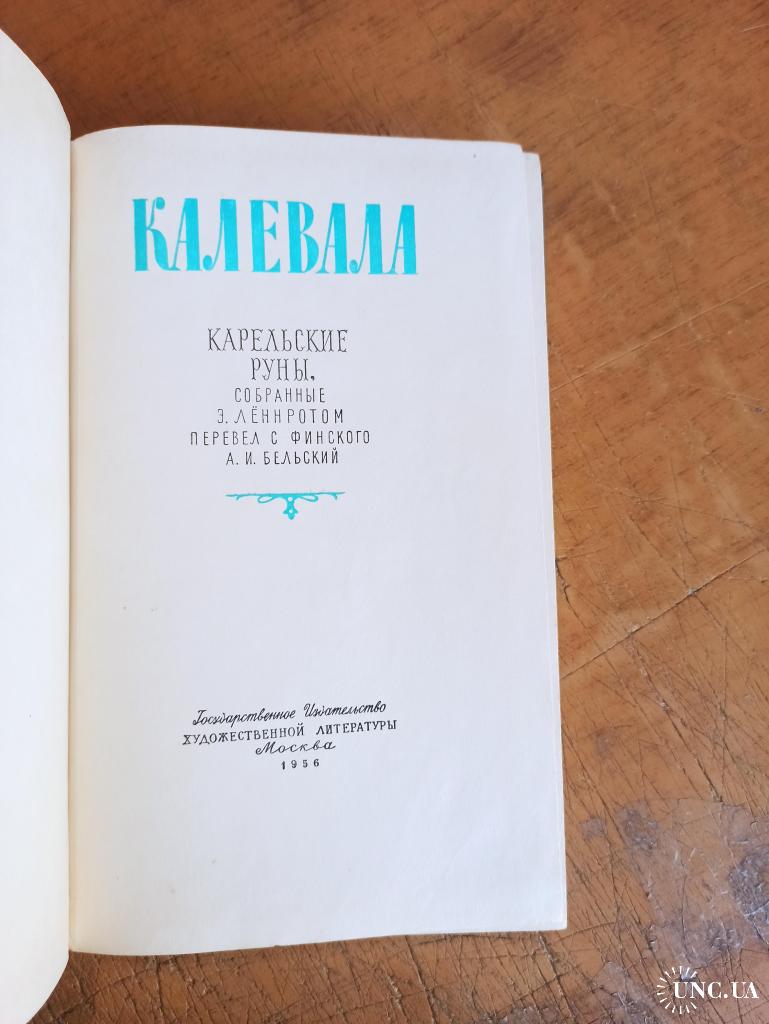 КАЛЕВАЛА
КАРЕЛЬСКИЕ
РУНЫ,
СОБРАННЫЕ
Э. ЛЁННРОТОМ
ПЕРЕВЕЛ С ФИНСКОГО
А. И. БЕЛЬСКИЙ
Государственное Издательство
ХУДОЖЕСТВЕННОЙ ЛИТЕРАТУРЫ
Москва
1956
UNC.UA